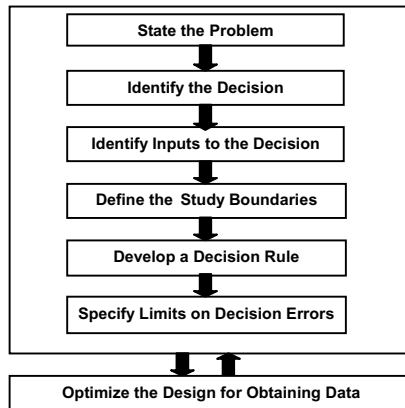 State the Problem
Identify the Decision
Identify Inputs to the Decision
Define the Study Boundaries
Develop a Decision Rule
Specify Limits on Decision Errors
Optimize the Design for Obtaining Data